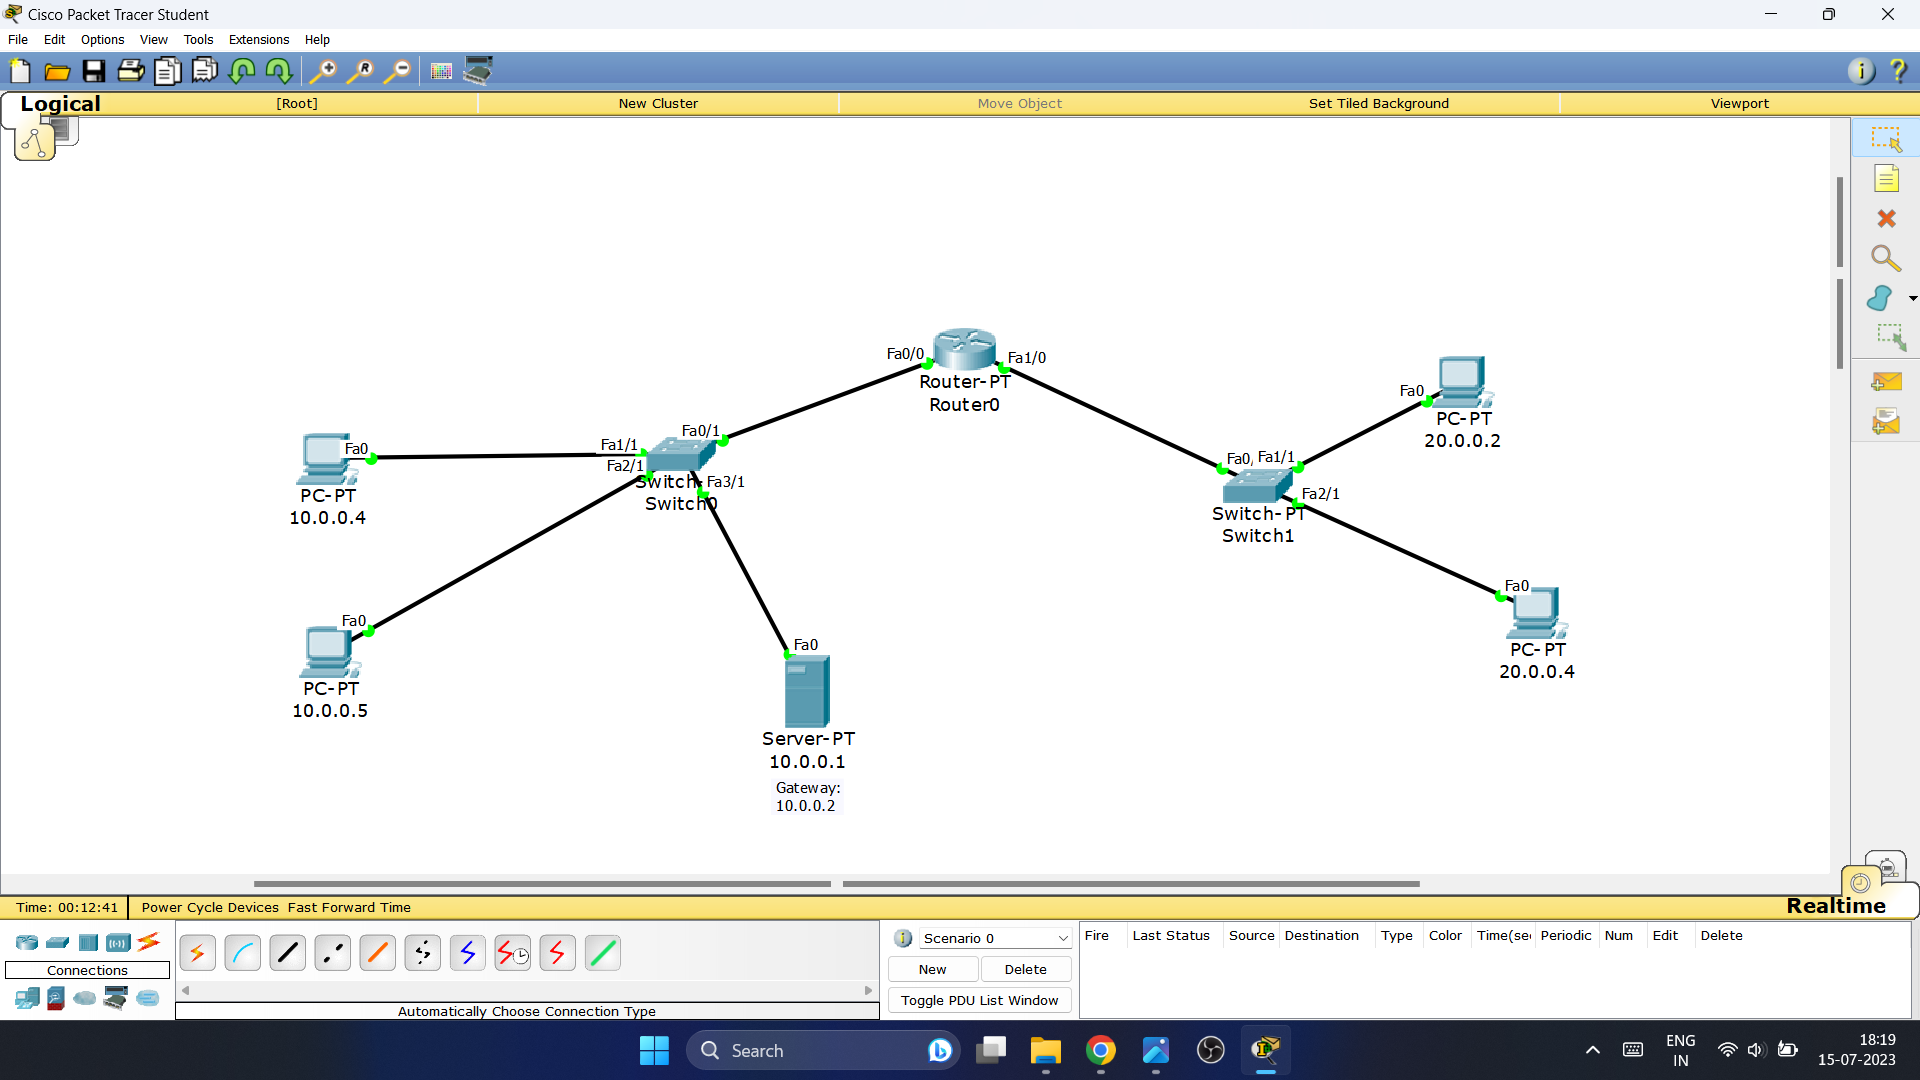 Cisco Packet Tracer Student
File Edit Options View Tools Extensions Help
Logical [Root] New Cluster Move Object Set Tiled Background Viewport
Fa0/0 Fa1/0
Router-PT
Router0
Fa0
PC-PT
20.0.0.2
Fa0/1
Fa1/1
Fa2/1
Fa3/1
Switch-
Switch0
Fa0
PC-PT
10.0.0.4
Fa0, Fa1/1
Fa2/1
Switch-PT
Switch1
Fa0
PC-PT
20.0.0.4
Fa0
PC-PT
10.0.0.5
Fa0
Server-PT
10.0.0.1
Gateway:
10.0.0.2
Time: 00:12:41 Power Cycle Devices Fast Forward Time Realtime
Connections
Automatically Choose Connection Type
Scenario 0
New Delete
Toggle PDU List Window
Fire Last Status Source Destination Type Color Time(sec Periodic Num Edit Delete
Search
ENG
IN
18:19
15-07-2023